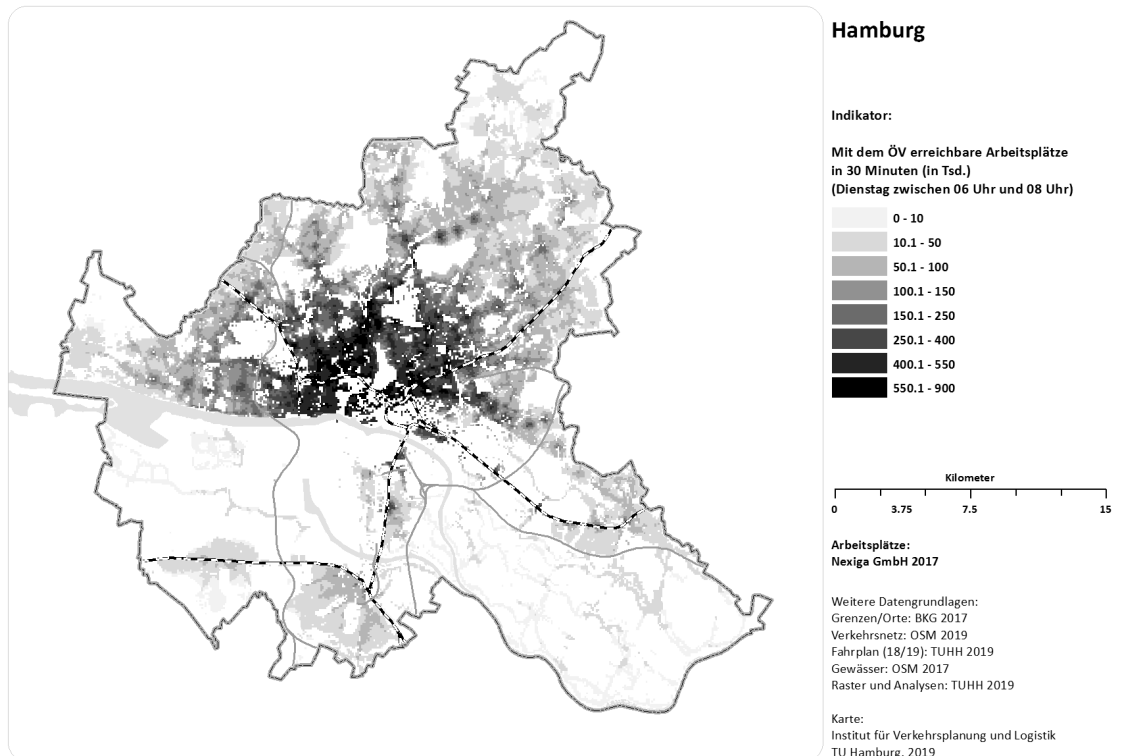 Hamburg
Indikator:
Mit dem ÖV erreichbare Arbeitsplätze
in 30 Minuten (in Tsd.)
(Dienstag zwischen 06 Uhr und 08 Uhr)
0 - 10
10.1 - 50
50.1 - 100
100.1 - 150
150.1 - 250
250.1 - 400
400.1 - 550
550.1 - 900
Kilometer
0 3.75 7.5 15
Arbeitsplätze:
Nexiga GmbH 2017
Weitere Datengrundlagen:
Grenzen/Orte: BKG 2017
Verkehrsnetz: OSM 2019
Fahrplan (18/19): TUHH 2019
Gewässer: OSM 2017
Raster und Analysen: TUHH 2019
Karte:
Institut für Verkehrsplanung und Logistik
TU Hamburg, 2019